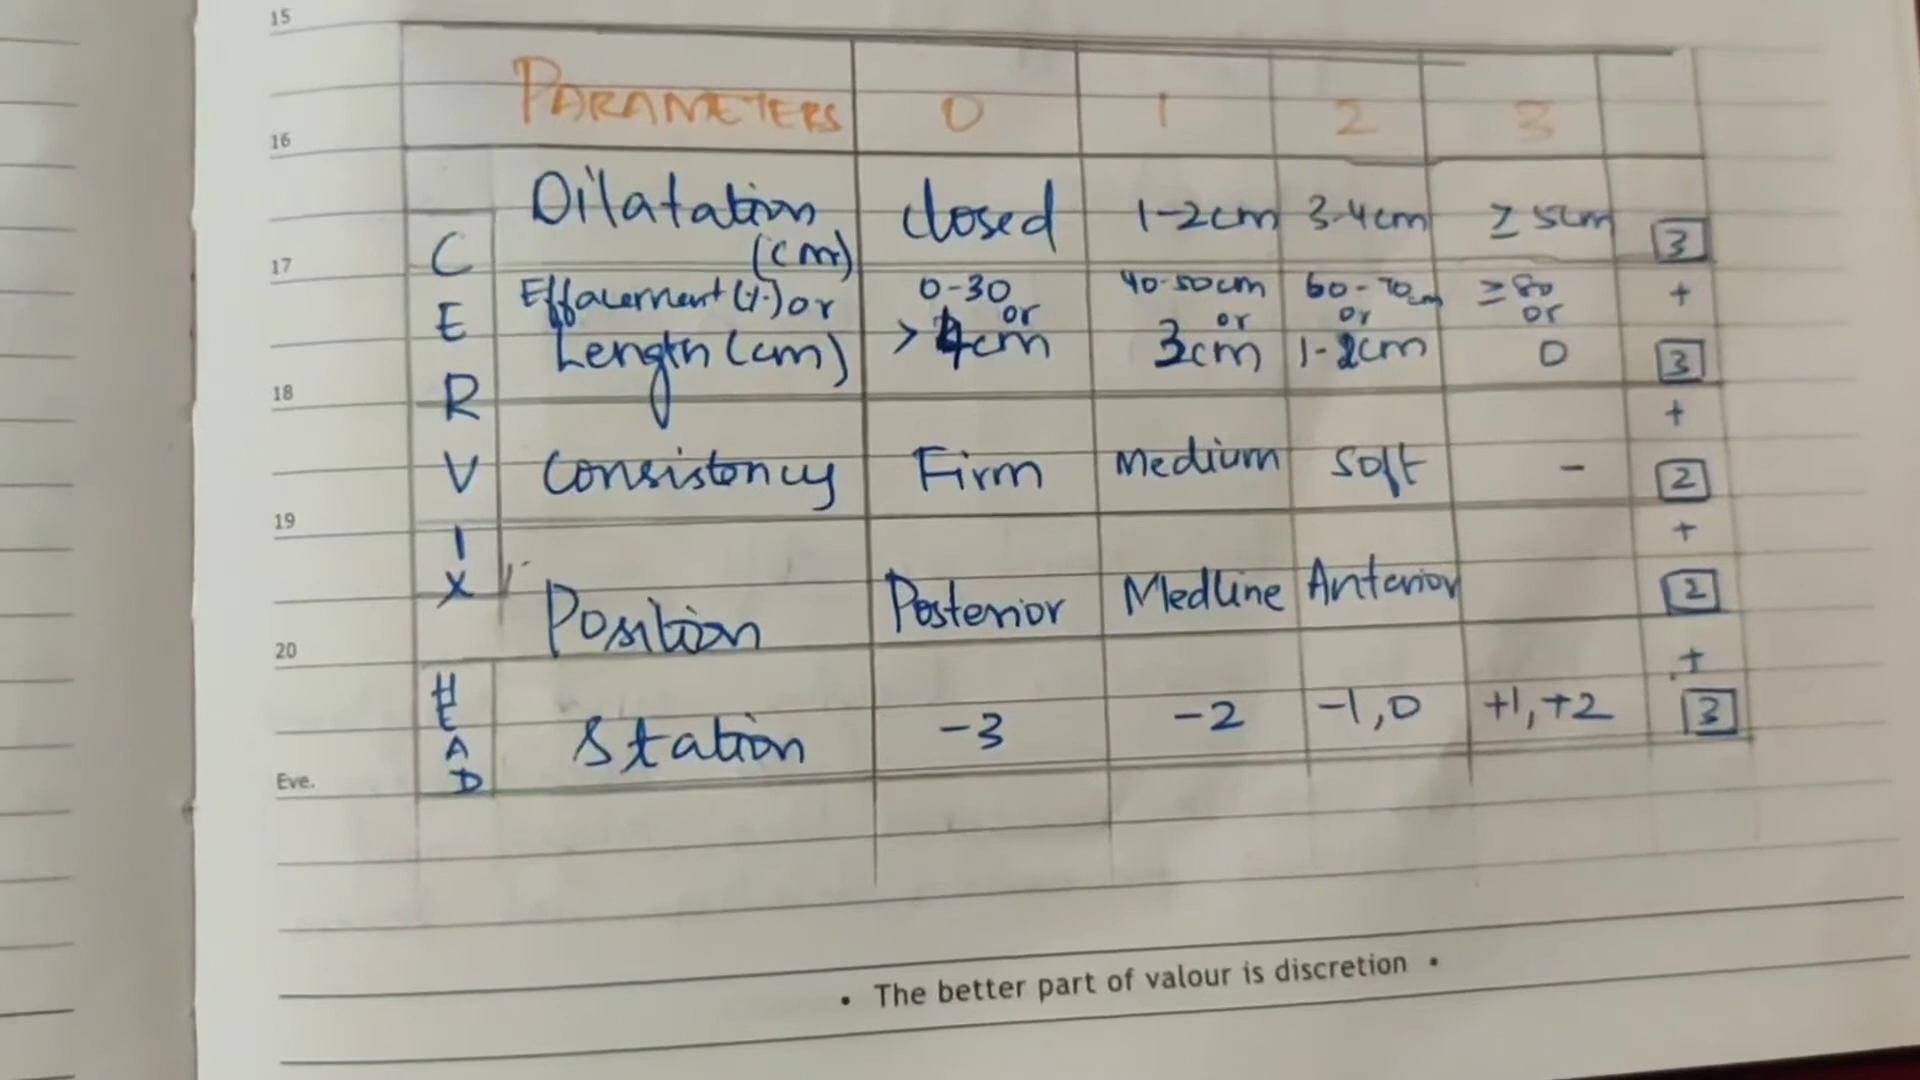 15
PARAMETERS 0 1 2 3
16
Dilatation (cm) closed 1-2cm 3-4cm ≥ 5cm 3
17
+
Effacement (%) or 0-30 or 40-50cm or 60-70cm or ≥80 or
Length (cm) > 4cm 3cm 1-2cm 0 3
18
+
Consistency Firm Medium Soft - 2
19
+
Position Posterior Medline Anterior 2
20
+
Station -3 -2 -1,0 +1,+2 3
Eve.
CERVIX
HEAD
• The better part of valour is discretion •